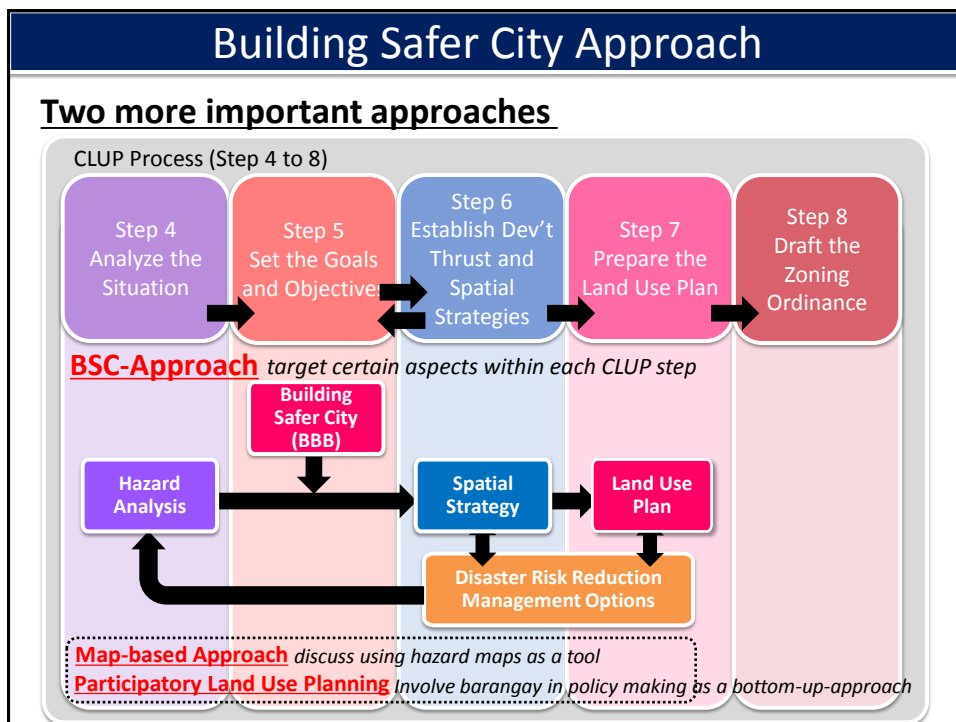 Building Safer City Approach
Two more important approaches
CLUP Process (Step 4 to 8)
Step 4
Analyze the
Situation
Step 5
Set the Goals
and Objectives
Step 6
Establish Dev't
Thrust and
Spatial
Strategies
Step 7
Prepare the
Land Use Plan
Step 8
Draft the
Zoning
Ordinance
BSC-Approach target certain aspects within each CLUP step
Building
Safer City
(BBB)
Hazard
Analysis
Spatial
Strategy
Land Use
Plan
Disaster Risk Reduction
Management Options
Map-based Approach discuss using hazard maps as a tool
Participatory Land Use Planning Involve barangay in policy making as a bottom-up-approach